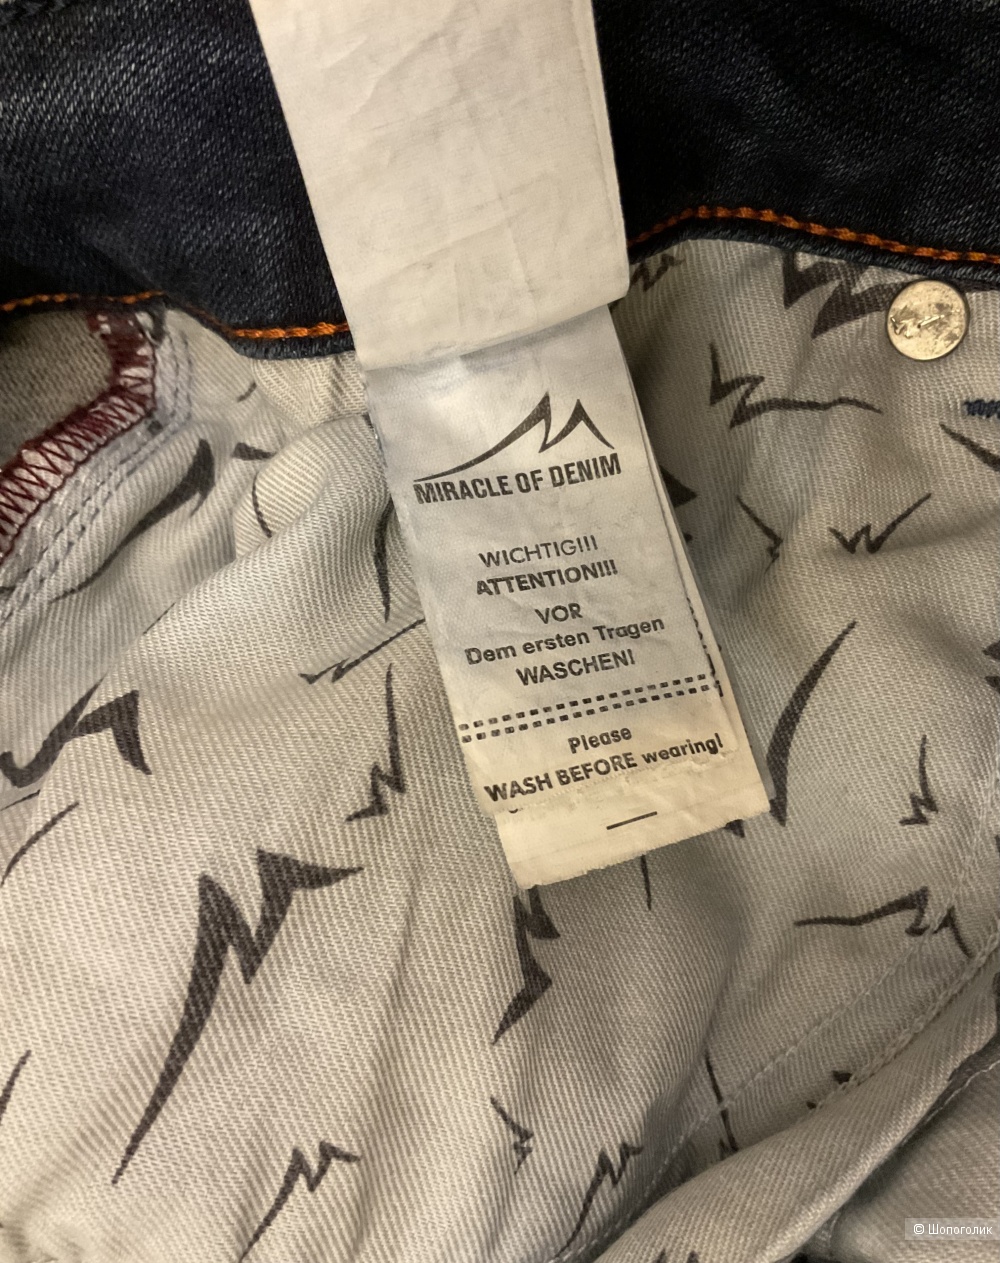 MIRACLE OF DENIM
WICHTIG!!!
ATTENTION!!!
VOR
Dem ersten Tragen
WASCHEN!
Please
WASH BEFORE wearing!
© Шопоголик